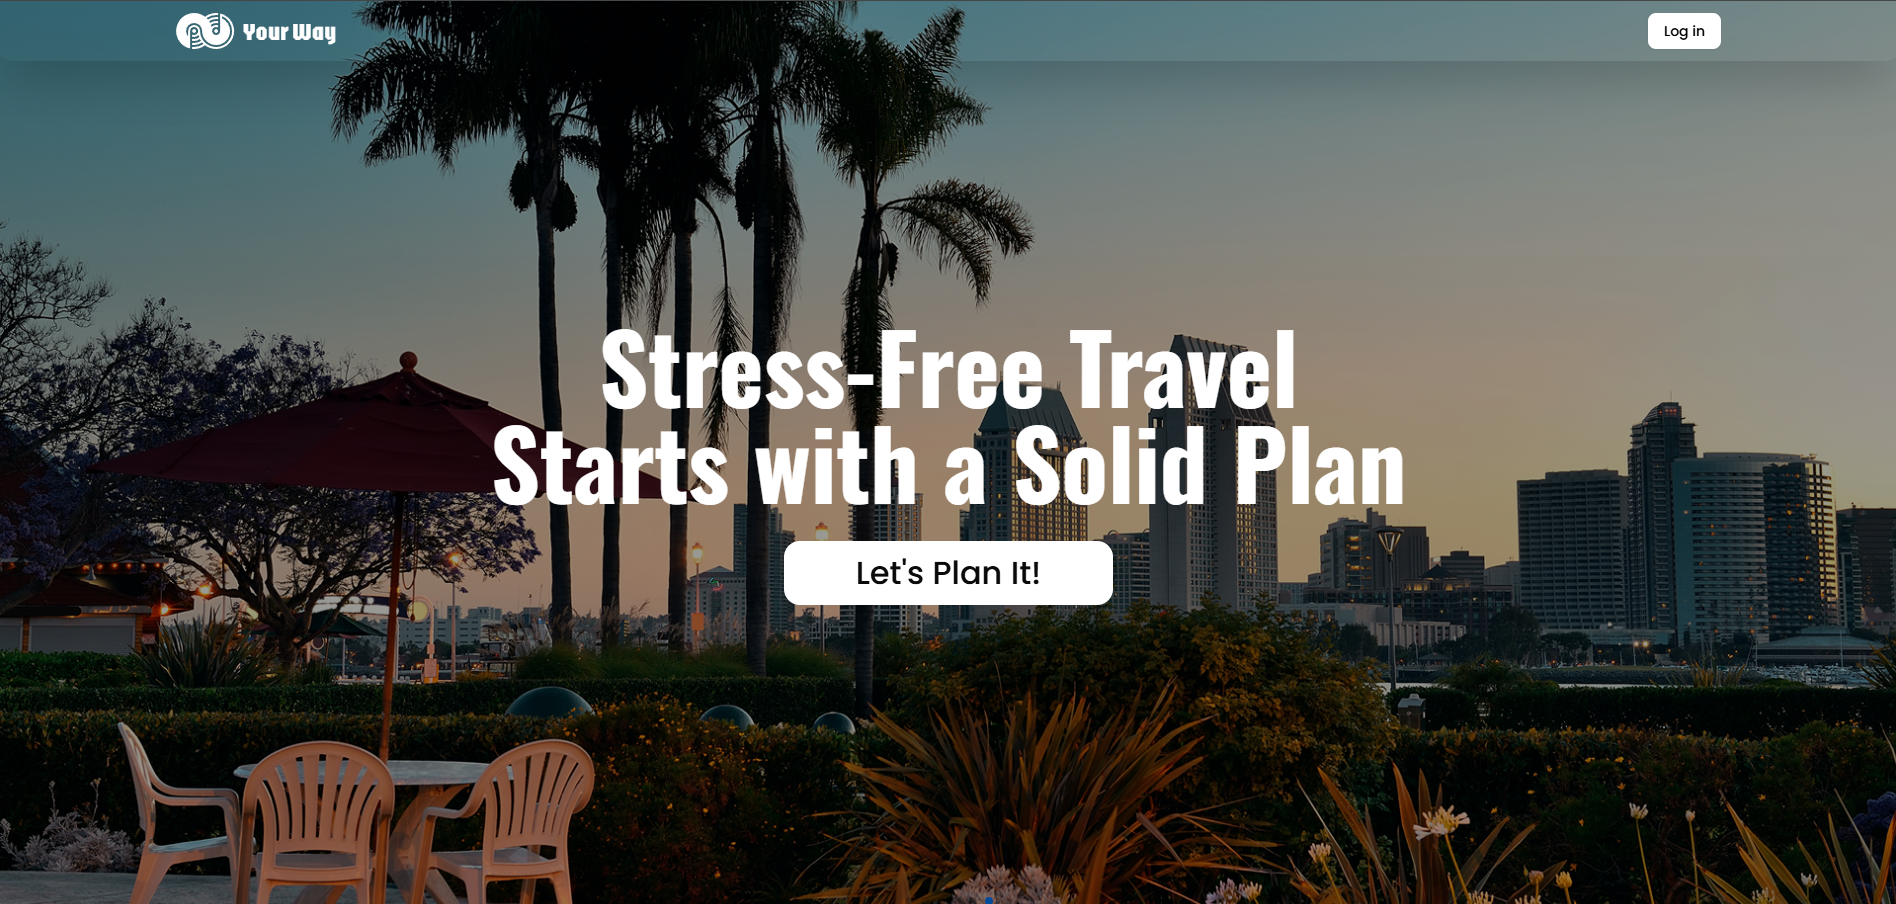 Your Way
Log in
Stress-Free Travel
Starts with a Solid Plan
Let's Plan It!